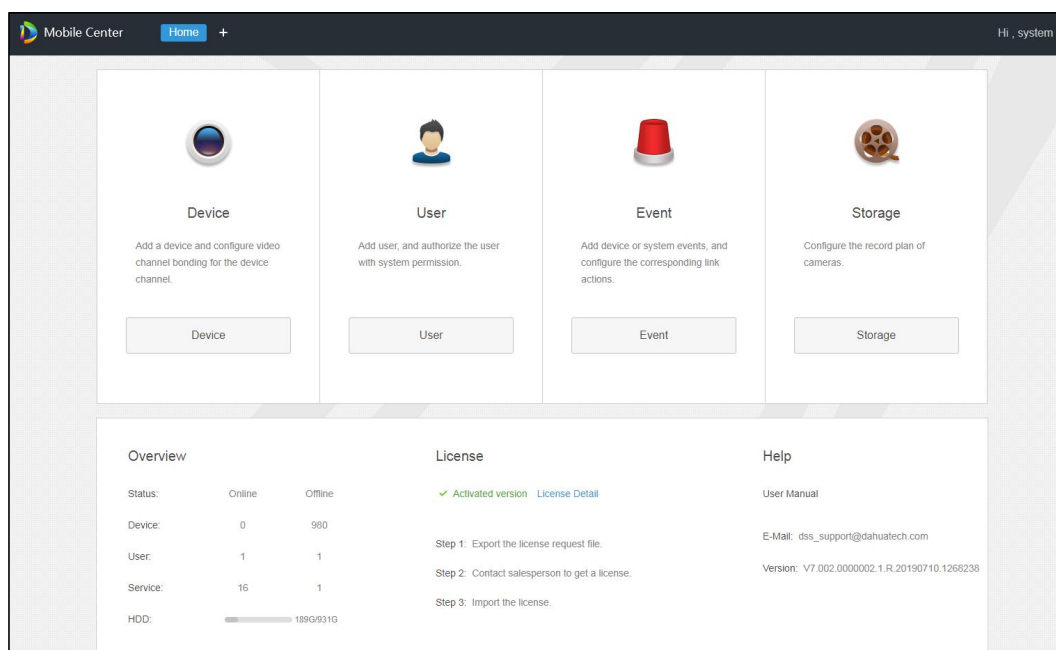 Mobile Center Home + Hi , system
Device
Add a device and configure video
channel bonding for the device
channel.
Device
User
Add user, and authorize the user
with system permission.
User
Event
Add device or system events, and
configure the corresponding link
actions.
Event
Storage
Configure the record plan of
cameras.
Storage
Overview
Status: Online Offline
Device: 0 980
User: 1 1
Service: 16 1
HDD: 189G/931G
License
Activated version License Detail
Step 1: Export the license request file.
Step 2: Contact salesperson to get a license.
Step 3: Import the license.
Help
User Manual
E-Mail: dss_support@dahuatech.com
Version: V7.002.0000002.1.R.20190710.1268238